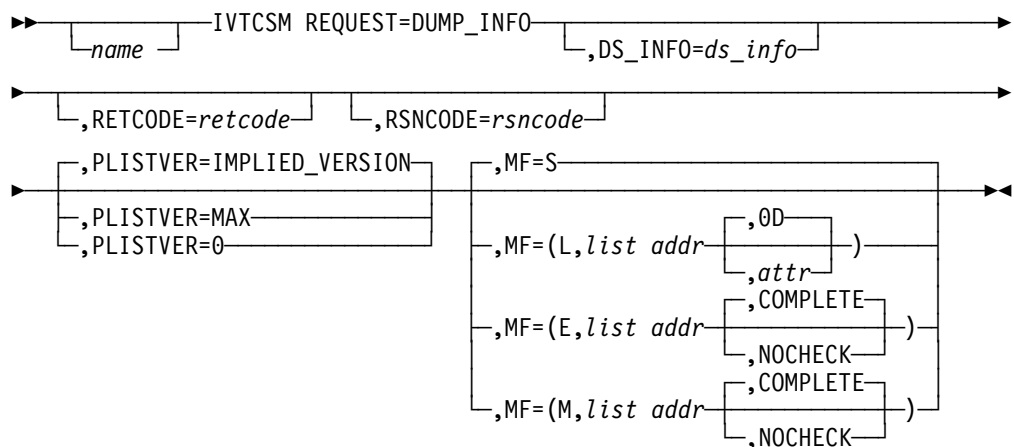 IVTCSM REQUEST=DUMP_INFO
name ,DS_INFO=ds_info
,RETCODE=retcode ,RSNCODE=rsncode
,PLISTVER=IMPLIED_VERSION ,MF=S
,PLISTVER=MAX ,0D
,PLISTVER=0 ,MF=(L,list addr )
,attr
,COMPLETE
,MF=(E,list addr )
,NOCHECK
,COMPLETE
,MF=(M,list addr )
,NOCHECK